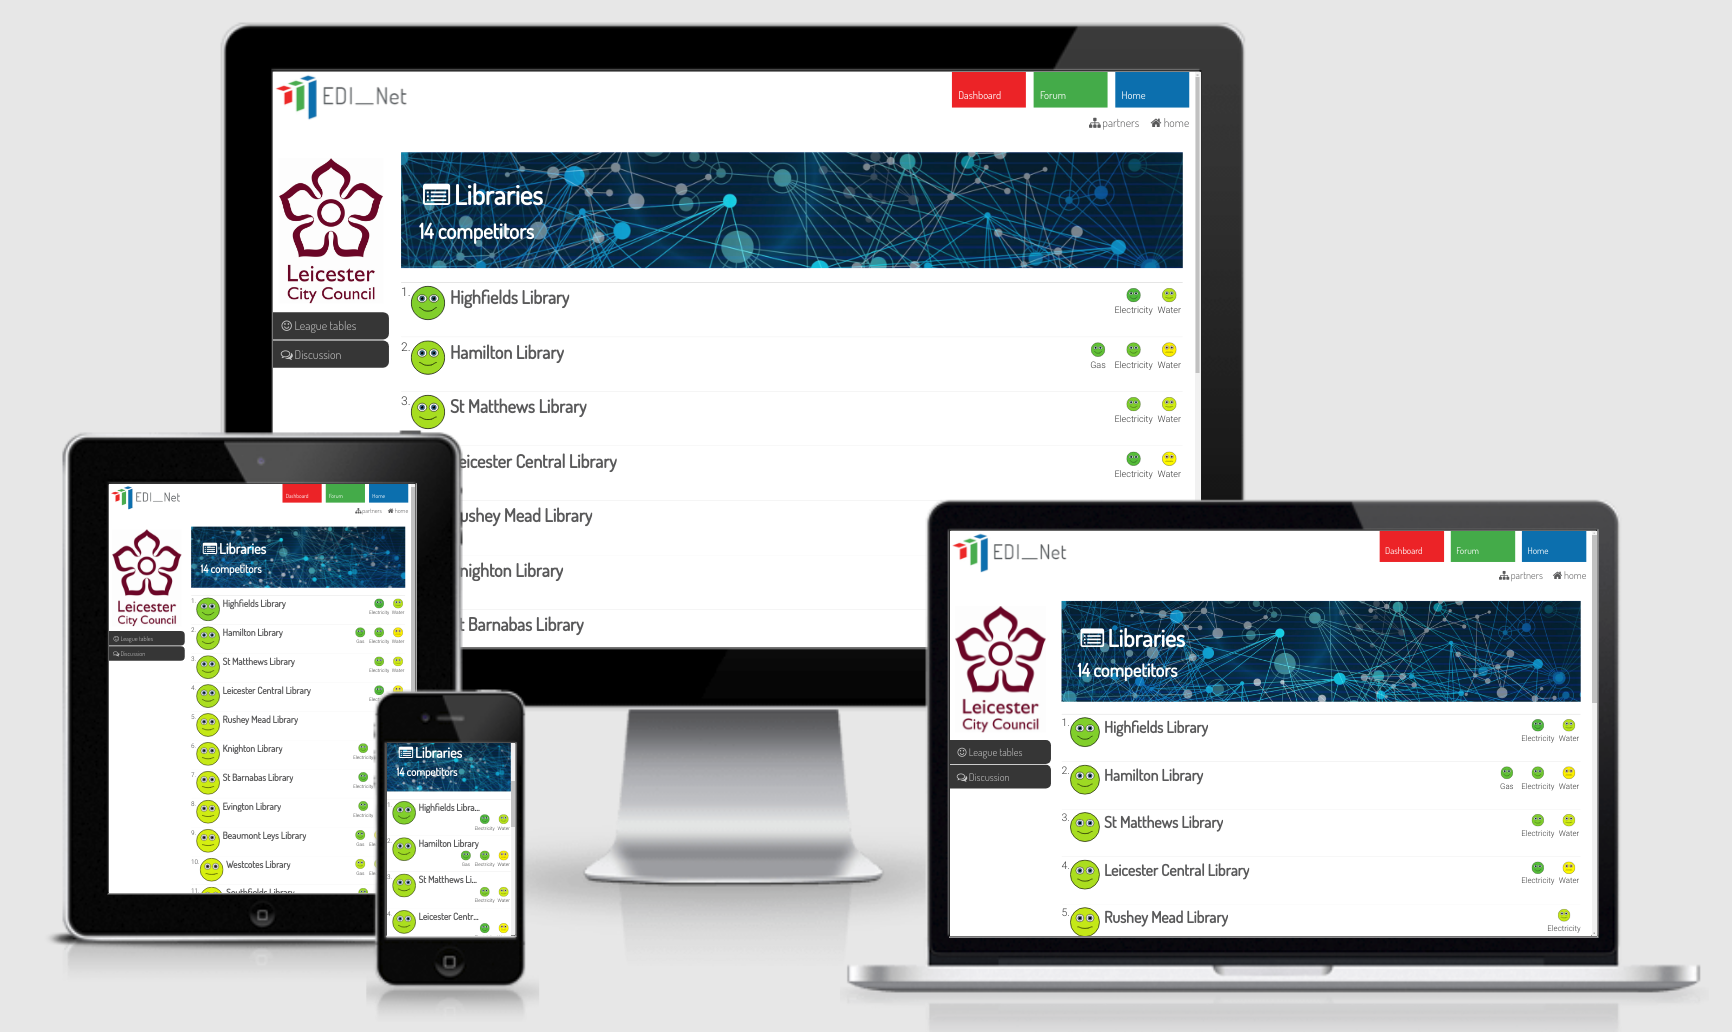 EDI_Net
Dashboard
Forum
Home
partners
home
Libraries
14 competitors
Leicester
City Council
League tables
Discussion
1. Highfields Library
Electricity Water
2. Hamilton Library
Gas Electricity Water
3. St Matthews Library
Electricity Water
eicester Central Library
Electricity Water
ushey Mead Library
nighton Library
t Barnabas Library
EDI_Net
Dashboard
Forum
Home
partners
home
Libraries
14 competitors
Leicester
City Council
League tables
Discussion
1. Highfields Library
Electricity Water
2. Hamilton Library
Gas Electricity Water
3. St Matthews Library
Electricity Water
4. Leicester Central Library
5. Rushey Mead Library
6. Knighton Library
Electricity
7. St Barnabas Library
Electricity
8. Evington Library
Electricity
9. Beaumont Leys Library
Gas
10. Westcotes Library
Gas
11. Southfields Library
Libraries
14 competitors
1. Highfields Libra...
Electricity Water
2. Hamilton Library
Gas Electricity Water
3. St Matthews Li...
Electricity Water
4. Leicester Centr...
EDI_Net
Dashboard
Forum
Home
partners
home
Libraries
14 competitors
Leicester
City Council
League tables
Discussion
1. Highfields Library
Electricity Water
2. Hamilton Library
Gas Electricity Water
3. St Matthews Library
Electricity Water
4. Leicester Central Library
Electricity Water
5. Rushey Mead Library
Electricity